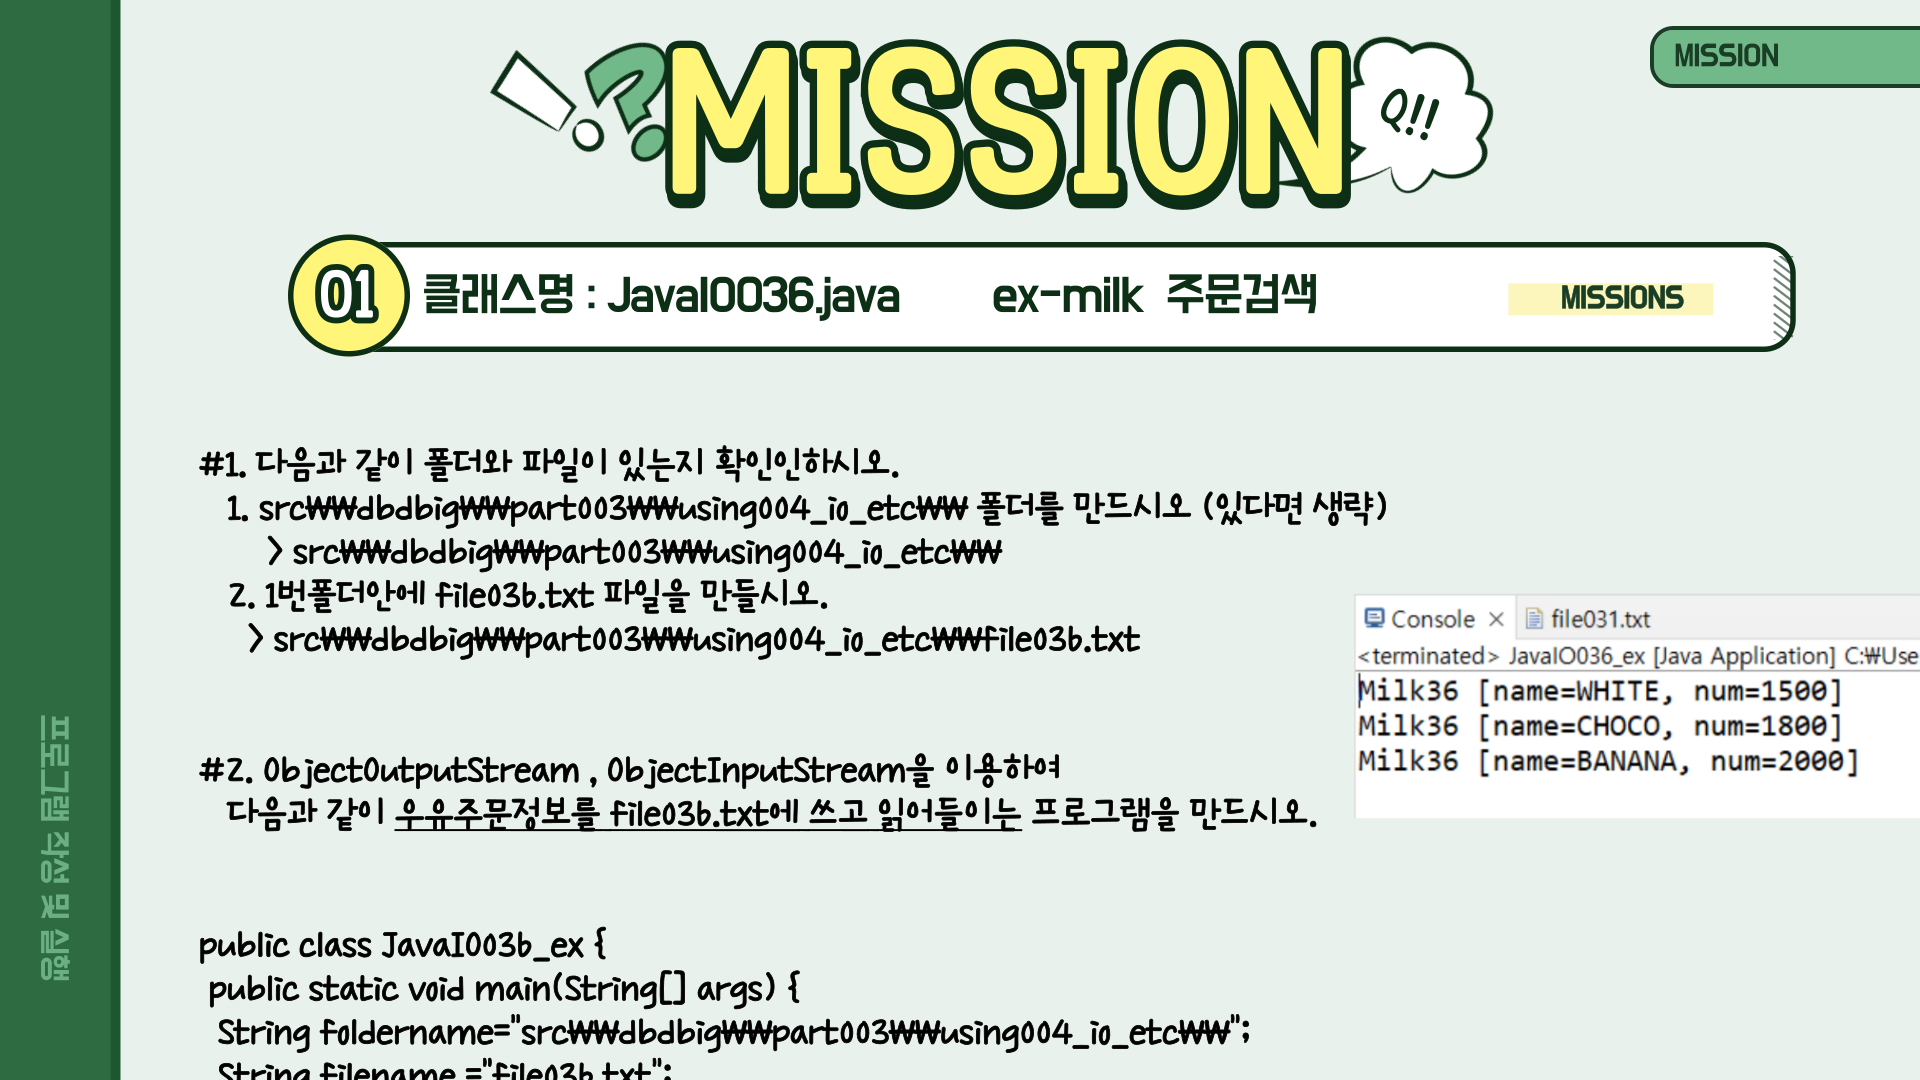 !?MISSION
Q!!
MISSION
01
클래스명 : JavaIO036.java ex-milk 주문검색
MISSIONS
#1. 다음과 같이 폴더와 파일이 있는지 확인인하시오.
1. src\\dbdbig\\part003\\using004_io_etc\\ 폴더를 만드시오 (있다면 생략)
> src\\dbdbig\\part003\\using004_io_etc\\
2. 1번폴더안에 file036.txt 파일을 만들시오.
> src\\dbdbig\\part003\\using004_io_etc\\file036.txt
Console
file031.txt
<terminated> JavaIO036_ex [Java Application] C:\Use
Milk36 [name=WHITE, num=1500]
Milk36 [name=CHOCO, num=1800]
Milk36 [name=BANANA, num=2000]
#2. ObjectOutputStream , ObjectInputStream을 이용하여
다음과 같이 우유주문정보를 file036.txt에 쓰고 읽어들이는 프로그램을 만드시오.
public class JavaIO036_ex {
public static void main(String[] args) {
String foldername="src\\dbdbig\\part003\\using004_io_etc\\";
String filename ="file036.txt";
프로그램 작성 및 실행